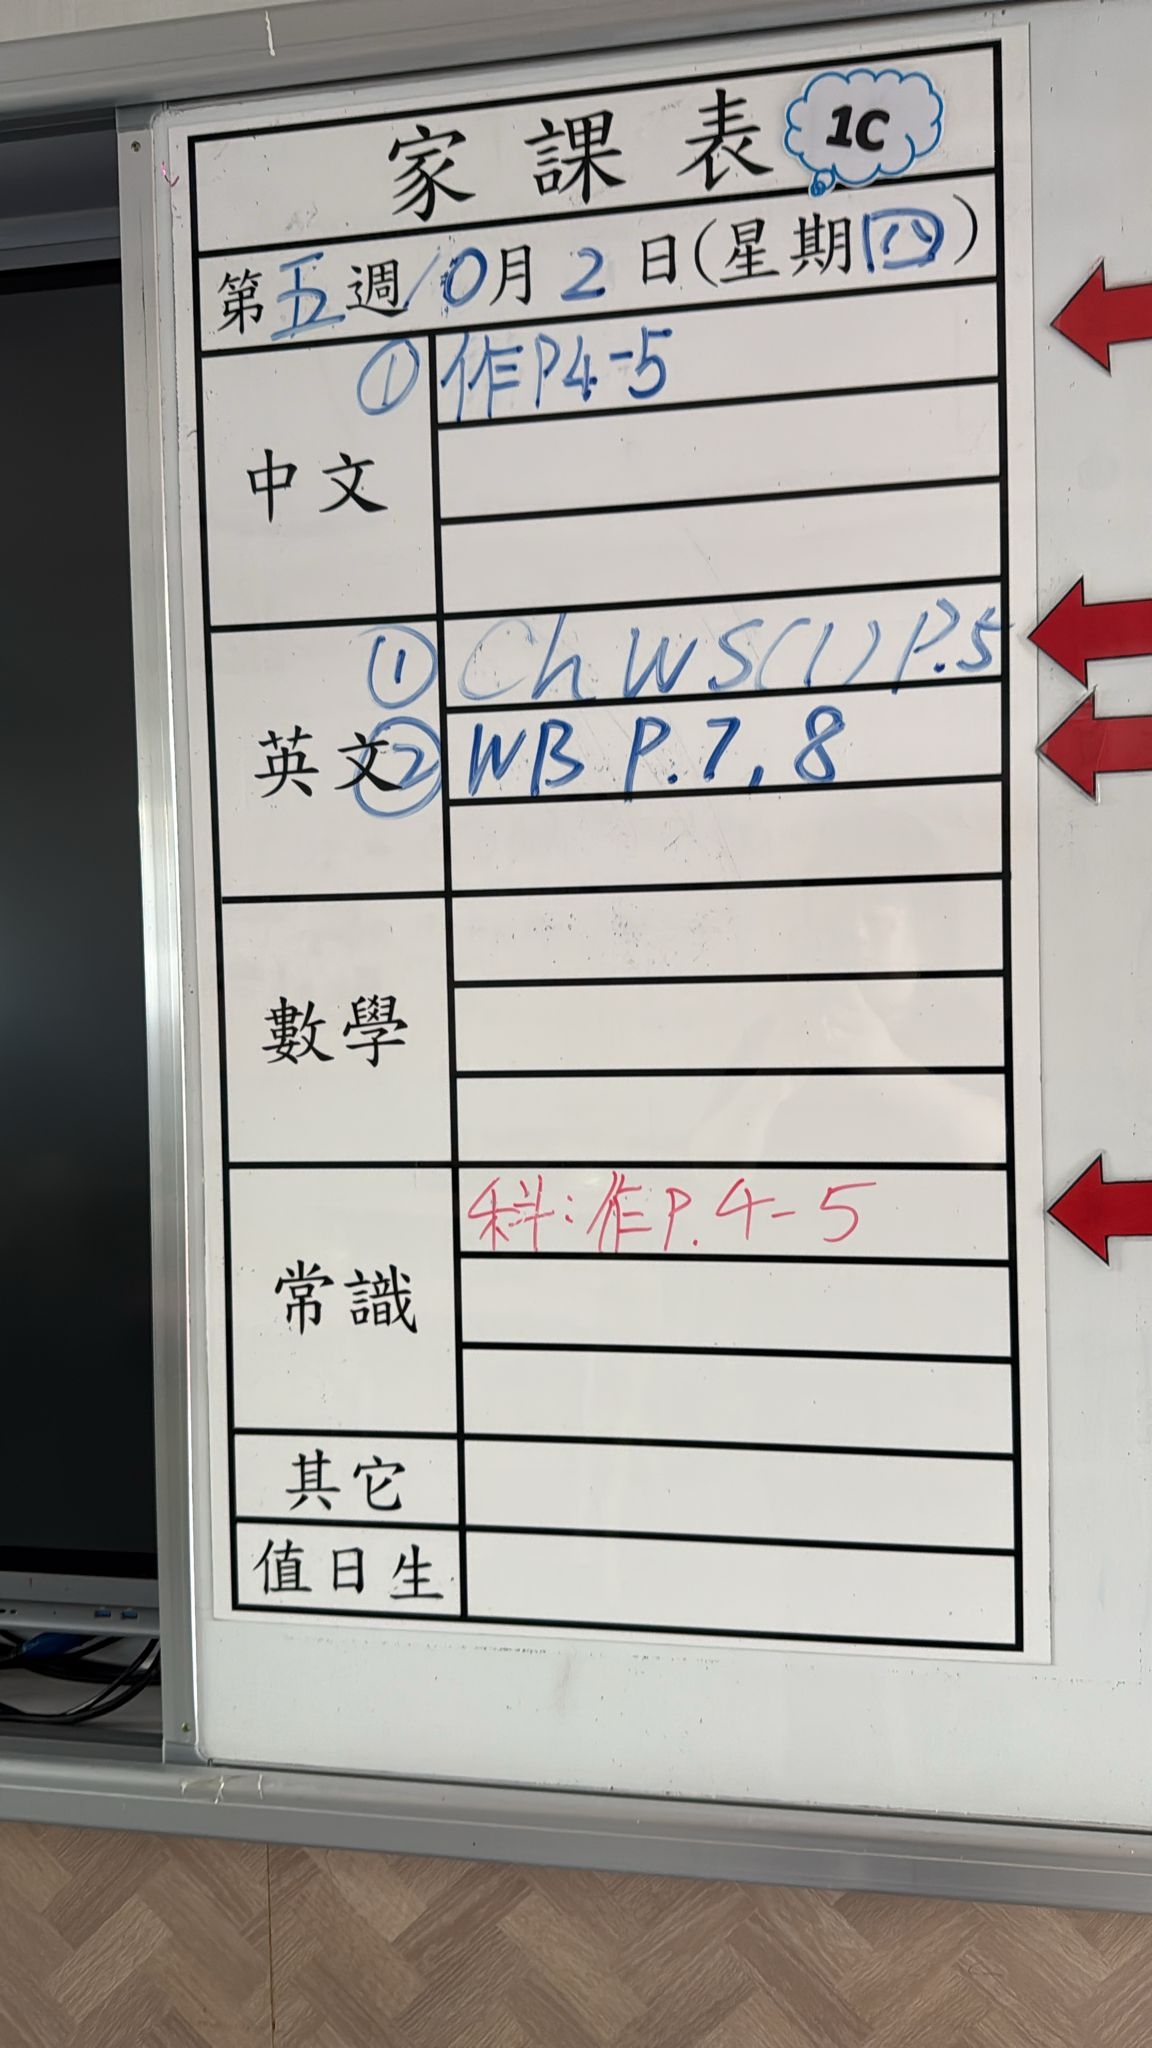 家課表 1C
第五週10月2日(星期四)
中文
① 作P4-5
英文
① Ch WS(1) P.5
② WB P.7, 8
數學
常識
科:作P.4-5
其它
值日生